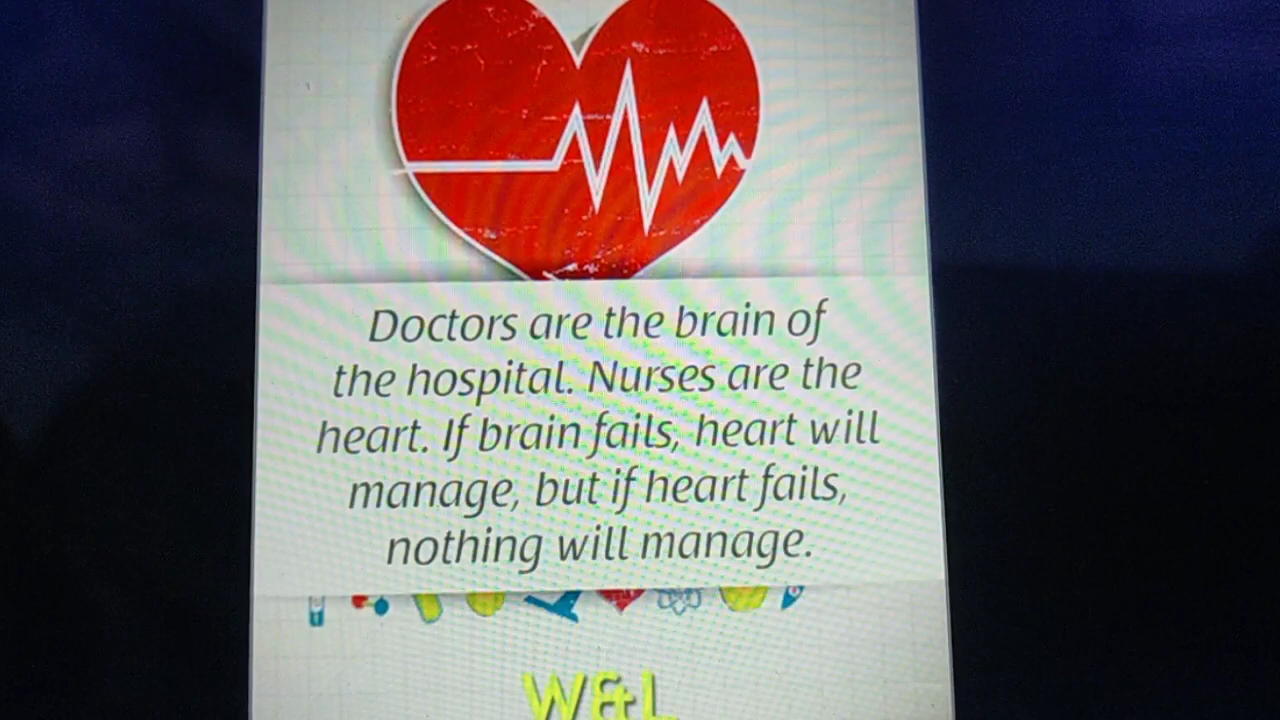 Doctors are the brain of
the hospital. Nurses are the
heart. If brain fails, heart will
manage, but if heart fails,
nothing will manage.
W&L